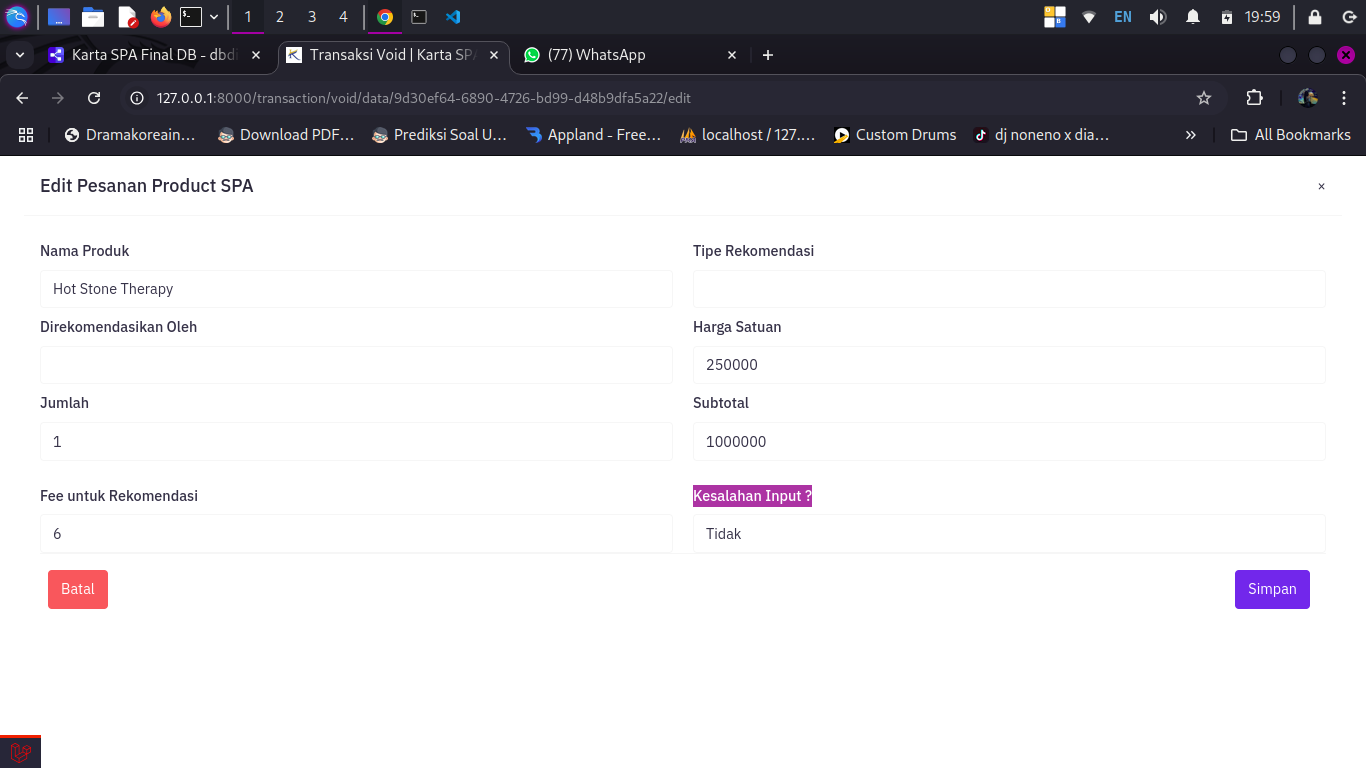 1 2 3 4
EN 19:59
Karta SPA Final DB - dbdi
Transaksi Void | Karta SPA
(77) WhatsApp
127.0.0.1:8000/transaction/void/data/9d30ef64-6890-4726-bd99-d48b9dfa5a22/edit
Dramakoreain… Download PDF… Prediksi Soal U… Appland - Free… localhost / 127.… Custom Drums dj noneno x dia… » All Bookmarks
Edit Pesanan Product SPA ×
Nama Produk Tipe Rekomendasi
Hot Stone Therapy
Direkomendasikan Oleh Harga Satuan
250000
Jumlah Subtotal
1 1000000
Fee untuk Rekomendasi Kesalahan Input ?
6 Tidak
Batal Simpan